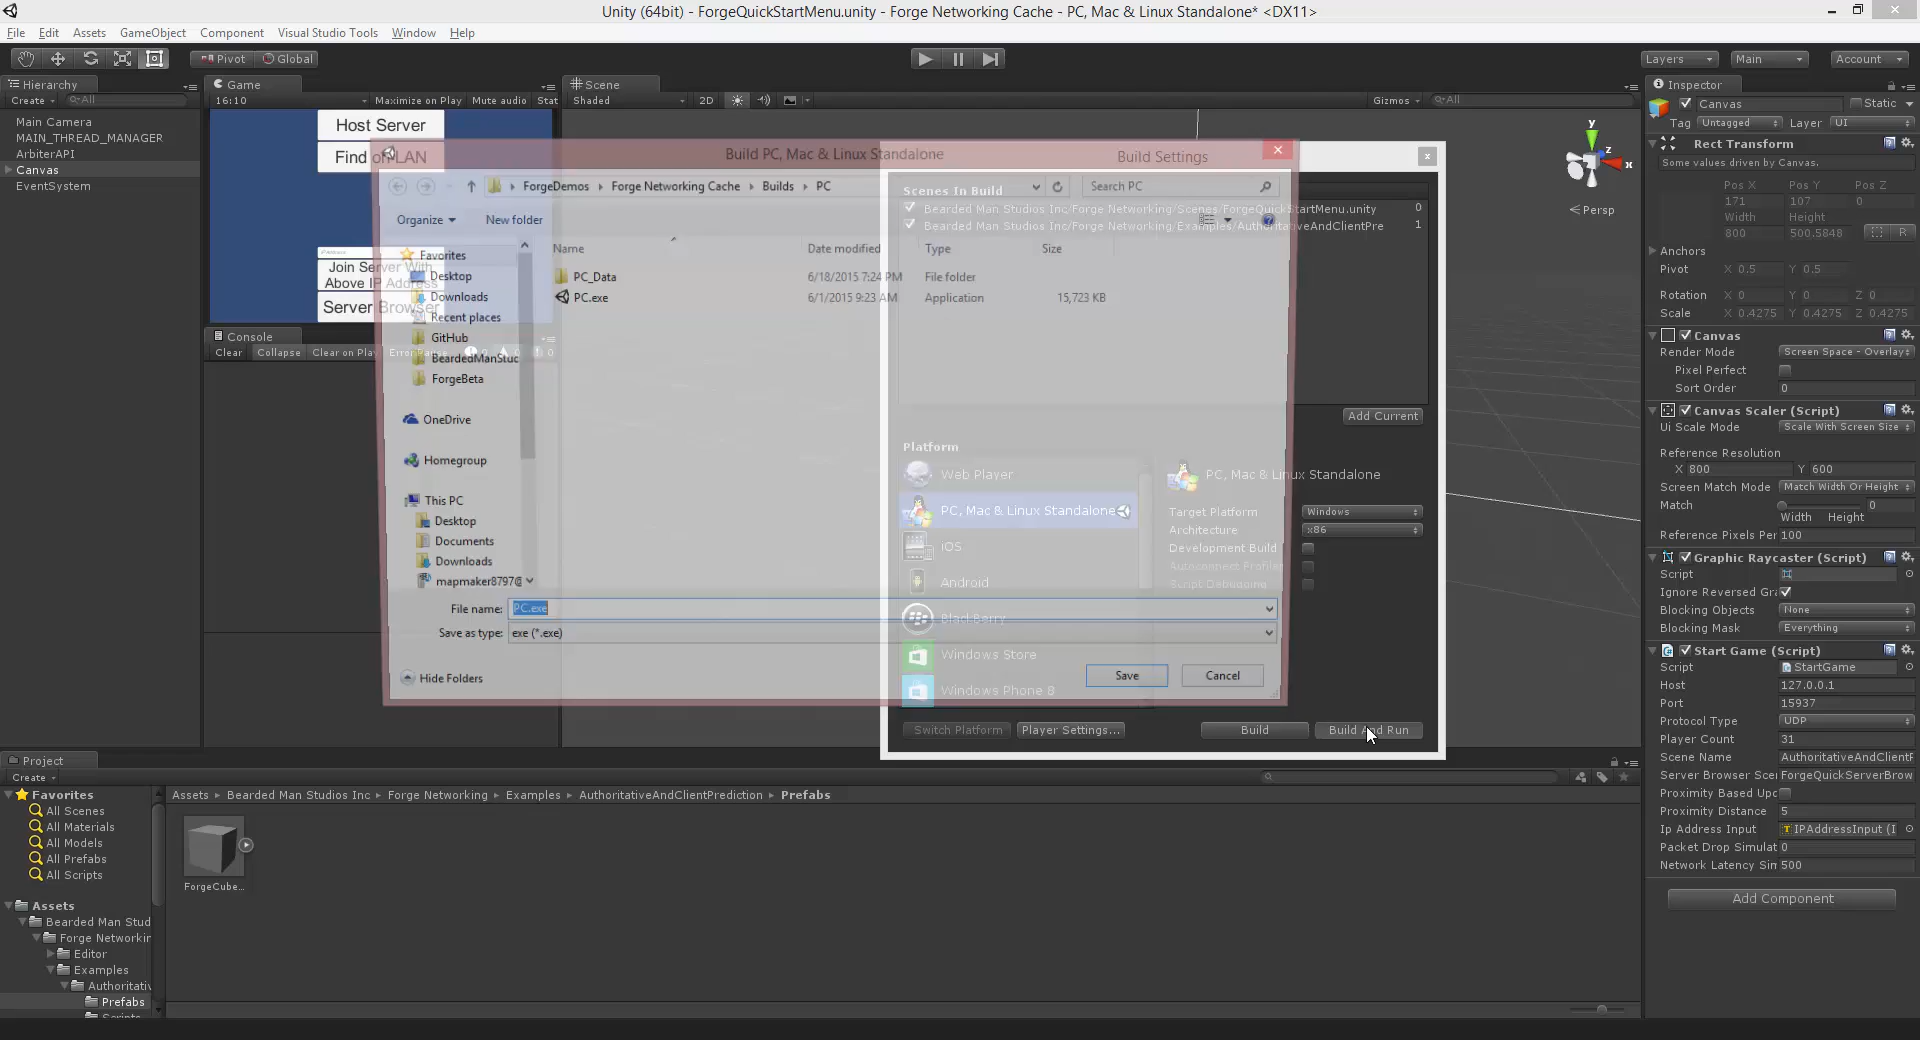 Unity (64bit) - ForgeQuickStartMenu.unity - Forge Networking Cache - PC, Mac & Linux Standalone* <DX11>
File Edit Assets GameObject Component Visual Studio Tools Window Help
Pivot Global
Layers Main Account
Hierarchy
Create All
Main Camera
MAIN_THREAD_MANAGER
ArbiterAPI
Canvas
EventSystem
Game
16:10 Maximize on Play Mute audio Stat
Host Server
Find on LAN
Join Server With
Above IP Address
Server Browser
Console
Clear Collapse Clear on Play Error Pause 0 0 0
Scene
Shaded 2D Gizmos All
y
z
x
Persp
Build PC, Mac & Linux Standalone
ForgeDemos Forge Networking Cache Builds PC
Search PC
Organize New folder
Name Date modified Type Size
PC_Data 6/18/2015 7:24 PM File folder
PC.exe 6/1/2015 9:23 AM Application 15,723 KB
Favorites
Desktop
Downloads
Recent places
GitHub
BeardedManStuc
ForgeBeta
OneDrive
Homegroup
This PC
Desktop
Documents
Downloads
mapmaker8797@
File name: PC.exe
Save as type: exe (*.exe)
Hide Folders
Save Cancel
Build Settings
x
Scenes In Build
Bearded Man Studios Inc/Forge Networking/Scenes/ForgeQuickStartMenu.unity 0
Bearded Man Studios Inc/Forge Networking/Examples/AuthoritativeAndClientPre 1
Add Current
Platform
Web Player
PC, Mac & Linux Standalone
iOS
Android
BlackBerry
Windows Store
Windows Phone 8
PC, Mac & Linux Standalone
Target Platform Windows
Architecture x86
Development Build
Autoconnect Profiler
Script Debugging
Switch Platform Player Settings... Build Build And Run
Inspector
Canvas Static
Tag Untagged Layer UI
Rect Transform
Some values driven by Canvas.
Pos X Pos Y Pos Z
171 107 0
Width Height
800 500.5848 R
Anchors
Pivot X 0.5 Y 0.5
Rotation X 0 Y 0 Z 0
Scale X 0.4275 Y 0.4275 Z 0.4275
Canvas
Render Mode Screen Space - Overlay
Pixel Perfect
Sort Order 0
Canvas Scaler (Script)
Ui Scale Mode Scale With Screen Size
Reference Resolution
X 800 Y 600
Screen Match Mode Match Width Or Height
Match 0
Width Height
Reference Pixels Per 100
Graphic Raycaster (Script)
Script
Ignore Reversed Gra
Blocking Objects None
Blocking Mask Everything
Start Game (Script)
Script StartGame
Host 127.0.0.1
Port 15937
Protocol Type UDP
Player Count 31
Scene Name AuthoritativeAndClientF
Server Browser Scer ForgeQuickServerBrow
Proximity Based Upc
Proximity Distance 5
Ip Address Input IPAddressInput (I
Packet Drop Simulat 0
Network Latency Sim 500
Add Component
Project
Create
Favorites
All Scenes
All Materials
All Models
All Prefabs
All Scripts
Assets
Bearded Man Stud
Forge Networkin
Editor
Examples
Authoritativ
Prefabs
Scripts
Assets Bearded Man Studios Inc Forge Networking Examples AuthoritativeAndClientPrediction Prefabs
ForgeCube...